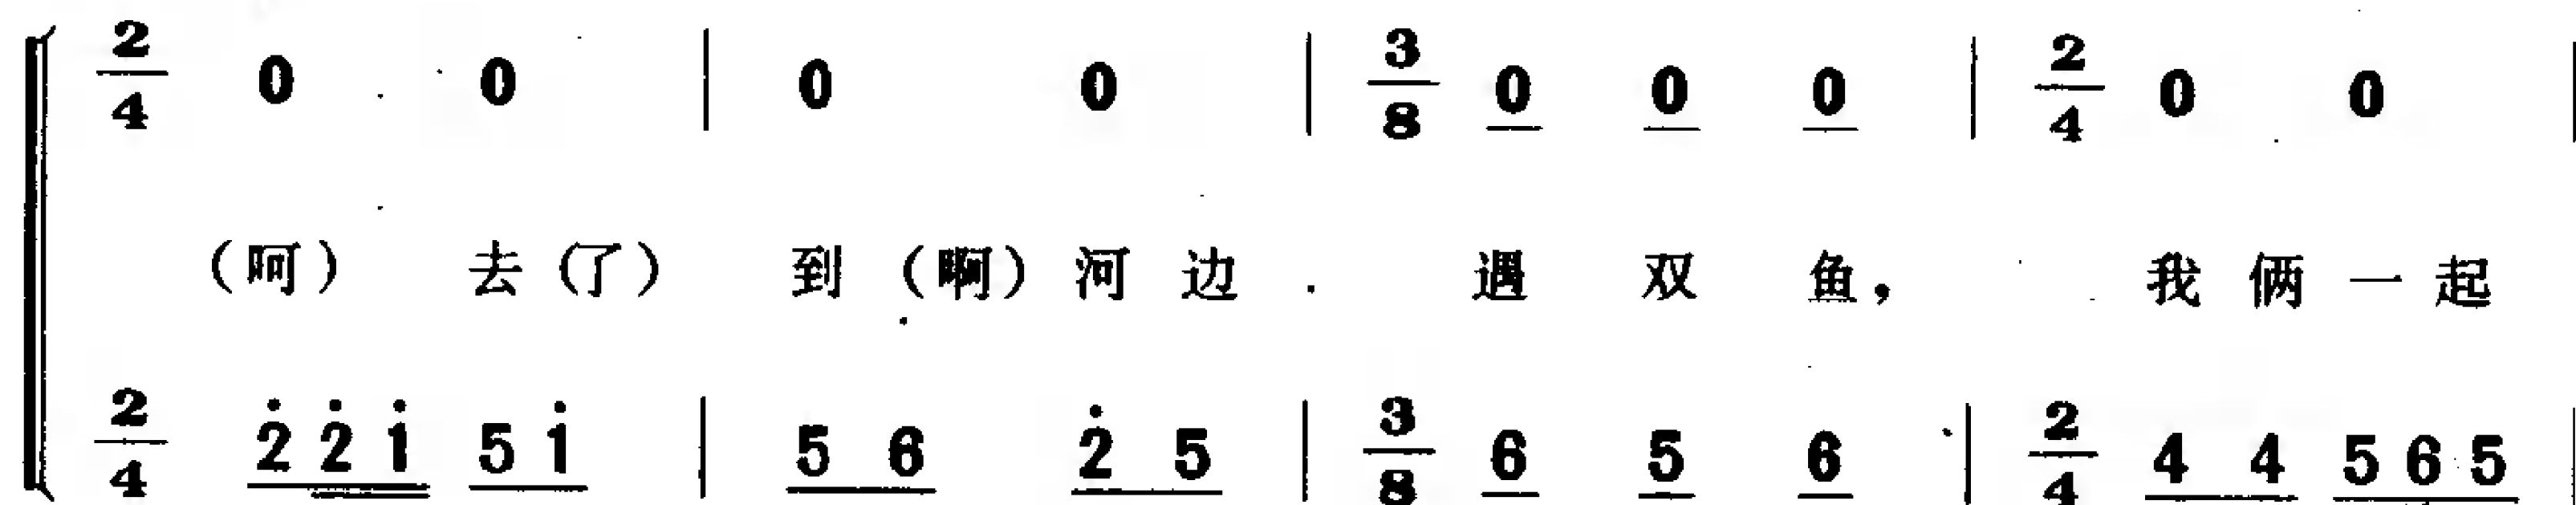 2/4 0 0 | 0 0 | 3/8 0 0 0 | 2/4 0 0 |
（呵） 去（了） 到（啊）河 边 遇 双 鱼， 我 俩 一 起
2/4 2̇ 2̇ 1̇ 5 1̇ | 5 6 2̇ 5 | 3/8 6 5 6 | 2/4 4 4 5 6 5 |